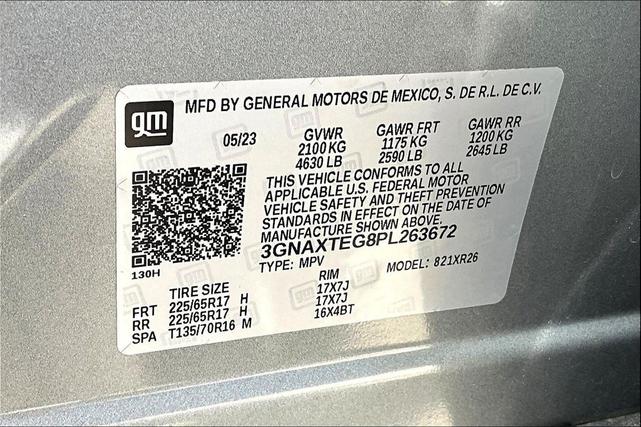 gm
MFD BY GENERAL MOTORS DE MEXICO, S. DE R.L. DE C.V.
05/23 GVWR GAWR FRT GAWR RR
2100 KG 1175 KG 1200 KG
4630 LB 2590 LB 2645 LB
THIS VEHICLE CONFORMS TO ALL
APPLICABLE U.S. FEDERAL MOTOR
VEHICLE SAFETY AND THEFT PREVENTION
STANDARDS IN EFFECT ON THE DATE OF
MANUFACTURE SHOWN ABOVE.
3GNAXTEG8PL263672
130H
TYPE: MPV MODEL: 821XR26
TIRE SIZE RIM
FRT 225/65R17 H 17X7J
RR 225/65R17 H 17X7J
SPA T135/70R16 M 16X4BT